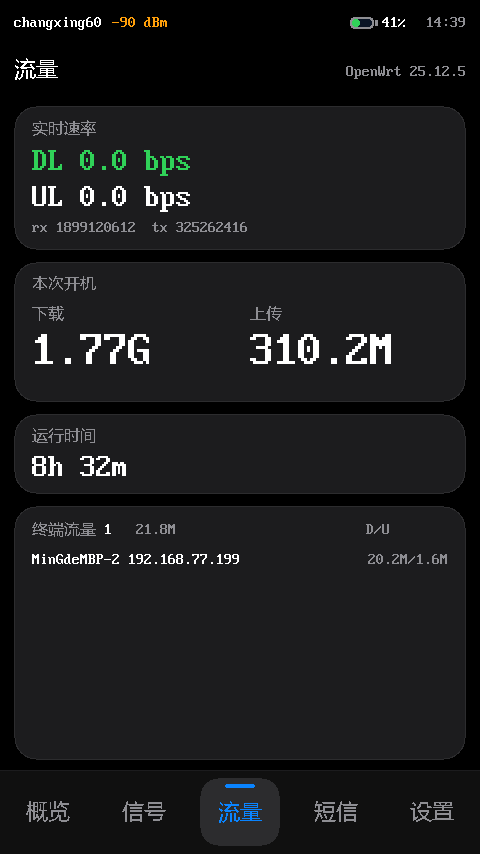 changxing60 -90 dBm 41% 14:39
流量 OpenWrt 25.12.5
实时速率
DL 0.0 bps
UL 0.0 bps
rx 1899120612 tx 325262416
本次开机
下载 上传
1.77G 310.2M
运行时间
8h 32m
终端流量 1 21.8M D/U
MinGdeMBP-2 192.168.77.199 20.2M/1.6M
概览 信号 流量 短信 设置